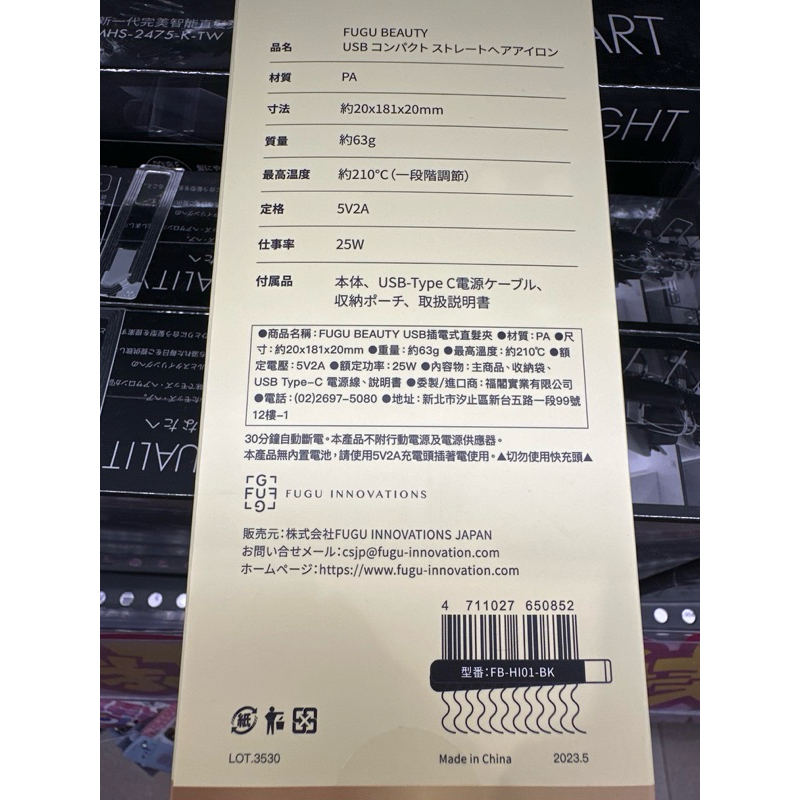 新一代完美智能直髮
MHS-2475-K-TW
ART
GHT
FUGU BEAUTY
品名 USB コンパクト ストレートヘアアイロン
材質 PA
寸法 約20x181x20mm
質量 約63g
最高温度 約210℃（一段階調節）
定格 5V2A
仕事率 25W
付属品 本体、USB-Type C電源ケーブル、
収納ポーチ、取扱説明書
●商品名稱：FUGU BEAUTY USB插電式直髮夾 ●材質：PA ●尺
寸：約20x181x20mm ●重量：約63g ●最高溫度：約210℃ ●額
定電壓：5V2A ●額定功率：25W ●內容物：主商品、收納袋、
USB Type-C 電源線、說明書 ●委製/進口商：福閣實業有限公司
●電話：(02)2697-5080 ●地址：新北市汐止區新台五路一段99號
12樓-1
30分鐘自動斷電。本產品不附行動電源及電源供應器。
本產品無內置電池，請使用5V2A充電頭插著電使用。▲切勿使用快充頭▲
FUGU FUGU INNOVATIONS
販売元：株式会社FUGU INNOVATIONS JAPAN
お問い合せメール：csjp@fugu-innovation.com
ホームページ：https://www.fugu-innovation.com
4 711027 650852
型番：FB-HI01-BK
紙
LOT.3530 Made in China 2023.5